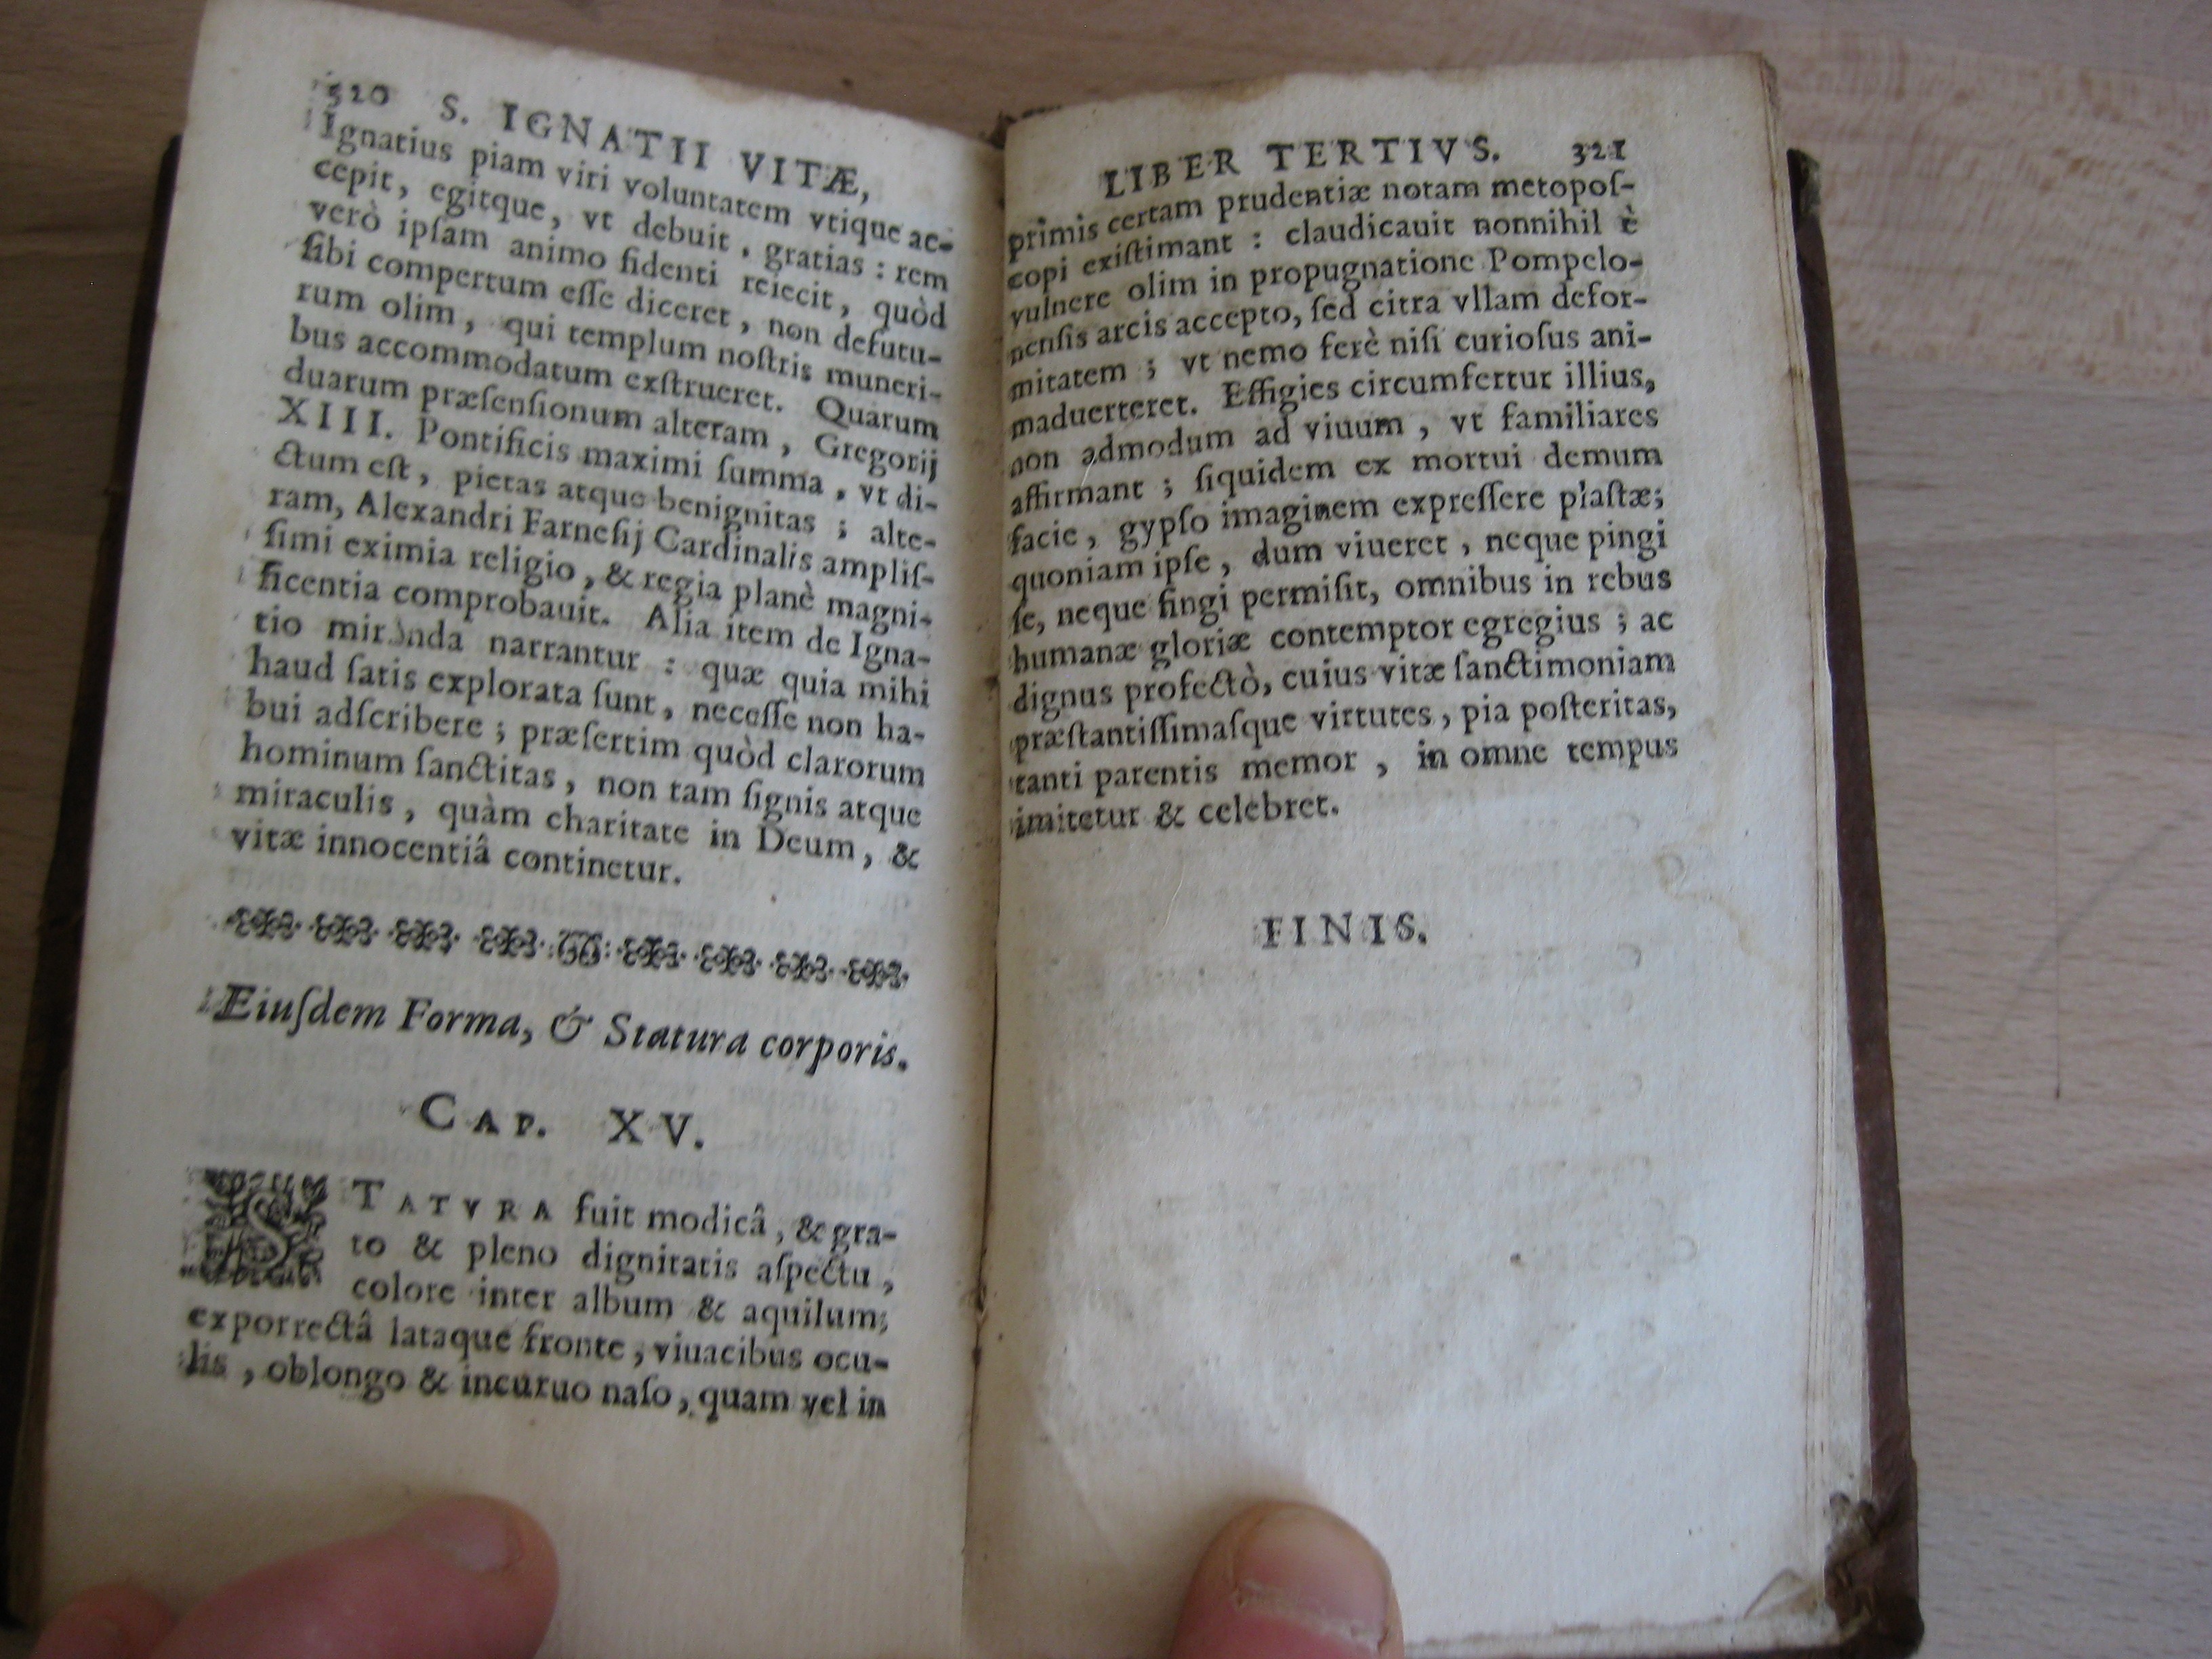 320 S. IGNATII VITÆ,
Ignatius piam viri voluntatem vtique ac-
cepit, egitque, vt debuit, gratias: rem
verò ipſam animo fidenti reiecit, quòd
ſibi compertum eſſe diceret, non defutu-
rum olim, qui templum noſtris muneri-
bus accommodatum exſtrueret. Quarum
duarum præſenſionum alteram, Gregorij
XIII. Pontificis maximi ſumma, vt di-
ctum eſt, pietas atque benignitas; alte-
ram, Alexandri Farneſij Cardinalis ampliſ-
ſimi eximia religio, & regia planè magni-
ficentia comprobauit. Alia item de Igna-
tio miranda narrantur: quæ quia mihi
haud ſatis explorata ſunt, neceſſe non ha-
bui adſcribere; præſertim quòd clarorum
hominum ſanctitas, non tam ſignis atque
miraculis, quàm charitate in Deum, &
vitæ innocentiâ continetur.
Eiuſdem Forma, & Statura corporis.
CAP. XV.
STATVRA fuit modicâ, & gra-
to & pleno dignitatis aſpectu,
colore inter album & aquilum;
exporrectâ lataque fronte, viuacibus ocu-
lis, oblongo & incuruo naſo, quam vel in
LIBER TERTIVS. 321
primis certam prudentiæ notam metopoſ-
copi exiſtimant: claudicauit nonnihil è
vulnere olim in propugnatione Pompelo-
nenſis arcis accepto, ſed citra vllam defor-
mitatem; vt nemo ferè niſi curioſus ani-
maduerteret. Effigies circumfertur illius,
non admodum ad viuum, vt familiares
affirmant; ſiquidem ex mortui demum
facie, gypſo imaginem expreſſere plaſtæ;
quoniam ipſe, dum viueret, neque pingi
ſe, neque fingi permiſit, omnibus in rebus
humanæ gloriæ contemptor egregius; ac
dignus profectò, cuius vitæ ſanctimoniam
præſtantiſſimaſque virtutes, pia poſteritas,
tanti parentis memor, in omne tempus
imitetur & celebret.
FINIS.